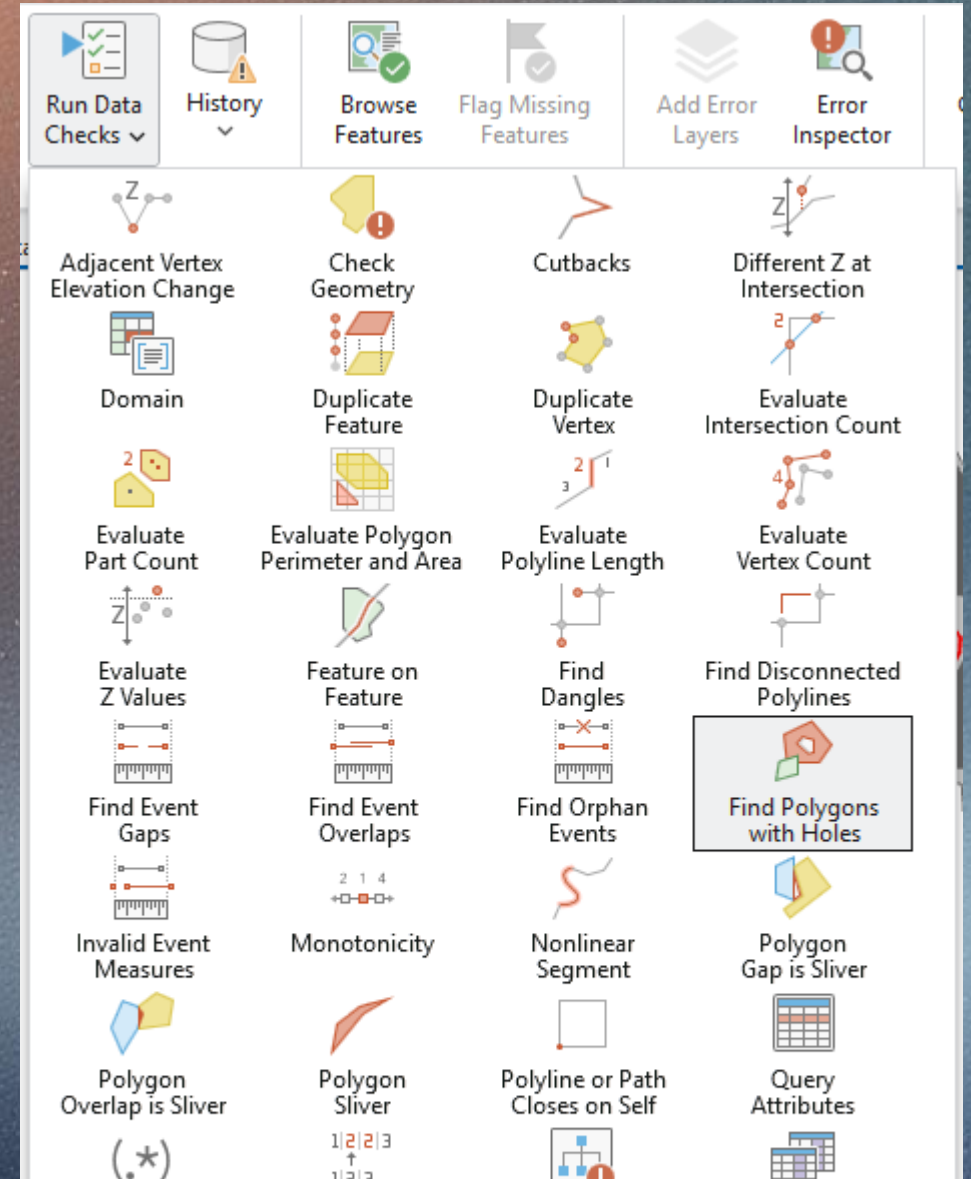 Run Data
Checks
History
Browse
Features
Flag Missing
Features
Add Error
Layers
Error
Inspector
Z
Adjacent Vertex
Elevation Change
Check
Geometry
Cutbacks
Z
Different Z at
Intersection
Domain
Duplicate
Feature
Duplicate
Vertex
2
Evaluate
Intersection Count
2
Evaluate
Part Count
Evaluate Polygon
Perimeter and Area
2 1
3
Evaluate
Polyline Length
4
Evaluate
Vertex Count
Z
Evaluate
Z Values
Feature on
Feature
Find
Dangles
Find Disconnected
Polylines
Find Event
Gaps
Find Event
Overlaps
Find Orphan
Events
Find Polygons
with Holes
Invalid Event
Measures
2 1 4
Monotonicity
Nonlinear
Segment
Polygon
Gap is Sliver
Polygon
Overlap is Sliver
Polygon
Sliver
Polyline or Path
Closes on Self
Query
Attributes
(.*)
1|2|2|3